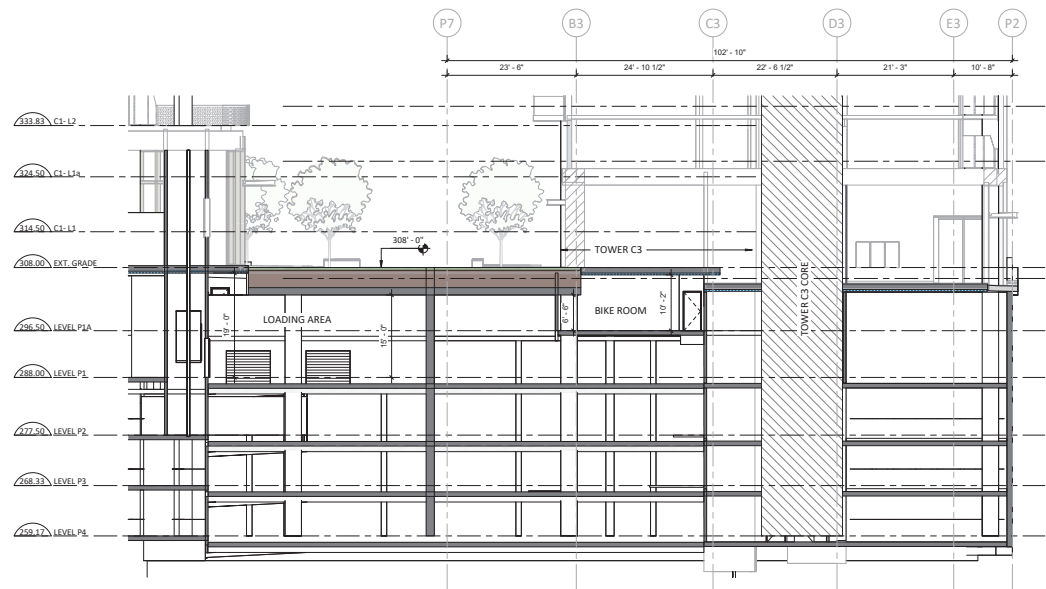 P7 B3 C3 D3 E3 P2
102' - 10"
23' - 6" 24' - 10 1/2" 22' - 6 1/2" 21' - 3" 10' - 8"
333.83 C1- L2
324.50 C1- L1a
314.50 C1- L1
308' - 0"
TOWER C3
308.00 EXT. GRADE
TOWER C3 CORE
296.50 LEVEL P1A
19' - 0"
LOADING AREA
15' - 0"
6' - 6"
BIKE ROOM
10' - 2"
288.00 LEVEL P1
277.50 LEVEL P2
268.33 LEVEL P3
259.17 LEVEL P4